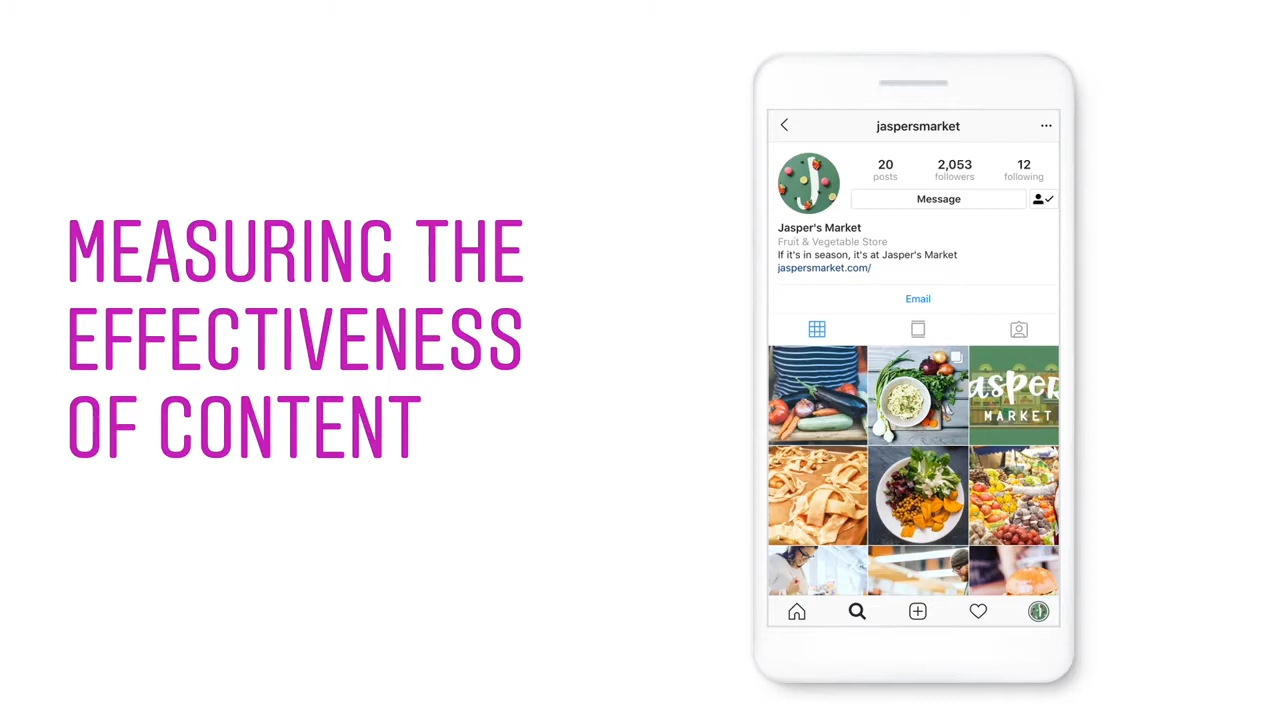 MEASURING THE
EFFECTIVENESS
OF CONTENT
jaspersmarket
20 2,053 12
posts followers following
Message
Jasper's Market
Fruit & Vegetable Store
If it's in season, it's at Jasper's Market
jaspersmarket.com/
Email
asper
MARKET